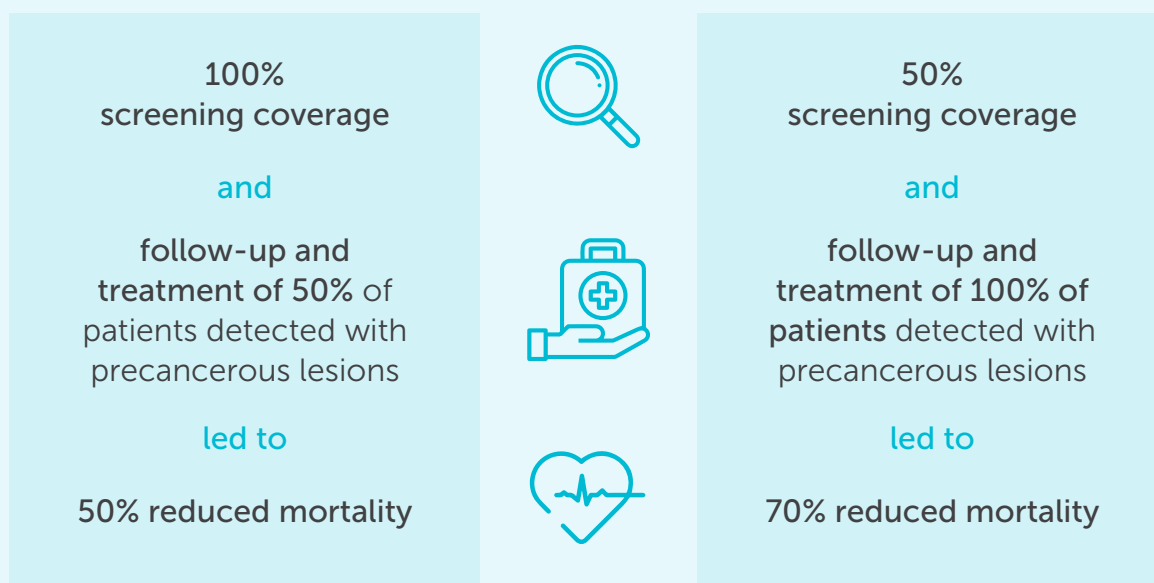 100%
screening coverage
and
follow-up and
treatment of 50% of
patients detected with
precancerous lesions
led to
50% reduced mortality
50%
screening coverage
and
follow-up and
treatment of 100% of
patients detected with
precancerous lesions
led to
70% reduced mortality